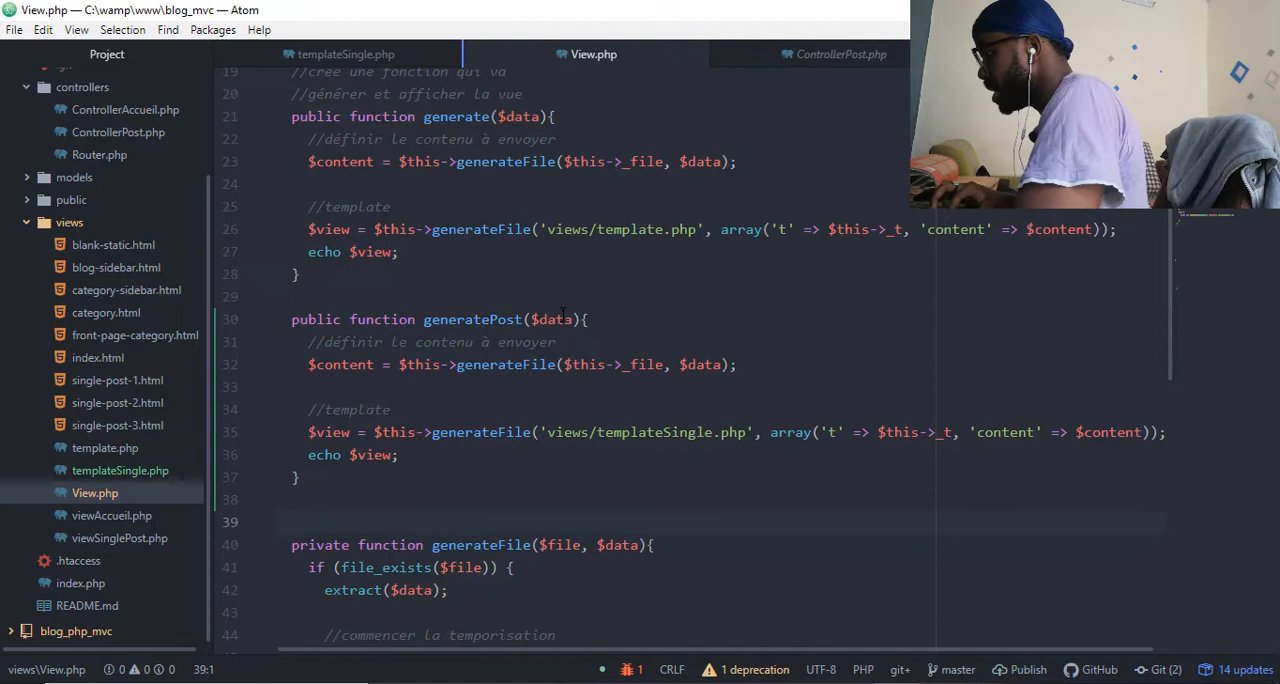 View.php — C:\wamp\www\blog_mvc — Atom
File Edit View Selection Find Packages Help
Project
templateSingle.php
View.php
ControllerPost.php
controllers
ControllerAccueil.php
ControllerPost.php
Router.php
models
public
views
blank-static.html
blog-sidebar.html
category-sidebar.html
category.html
front-page-category.html
index.html
single-post-1.html
single-post-2.html
single-post-3.html
template.php
templateSingle.php
View.php
viewAccueil.php
viewSinglePost.php
.htaccess
index.php
README.md
blog_php_mvc
19 //crée une fonction qui va
20 //générer et afficher la vue
21 public function generate($data){
22 //définir le contenu à envoyer
23 $content = $this->generateFile($this->_file, $data);
24
25 //template
26 $view = $this->generateFile('views/template.php', array('t' => $this->_t, 'content' => $content));
27 echo $view;
28 }
29
30 public function generatePost($data){
31 //définir le contenu à envoyer
32 $content = $this->generateFile($this->_file, $data);
33
34 //template
35 $view = $this->generateFile('views/templateSingle.php', array('t' => $this->_t, 'content' => $content));
36 echo $view;
37 }
38
39
40 private function generateFile($file, $data){
41 if (file_exists($file)) {
42 extract($data);
43
44 //commencer la temporisation
views\View.php 0 0 0 39:1 1 CRLF 1 deprecation UTF-8 PHP git+ master Publish GitHub Git (2) 14 updates